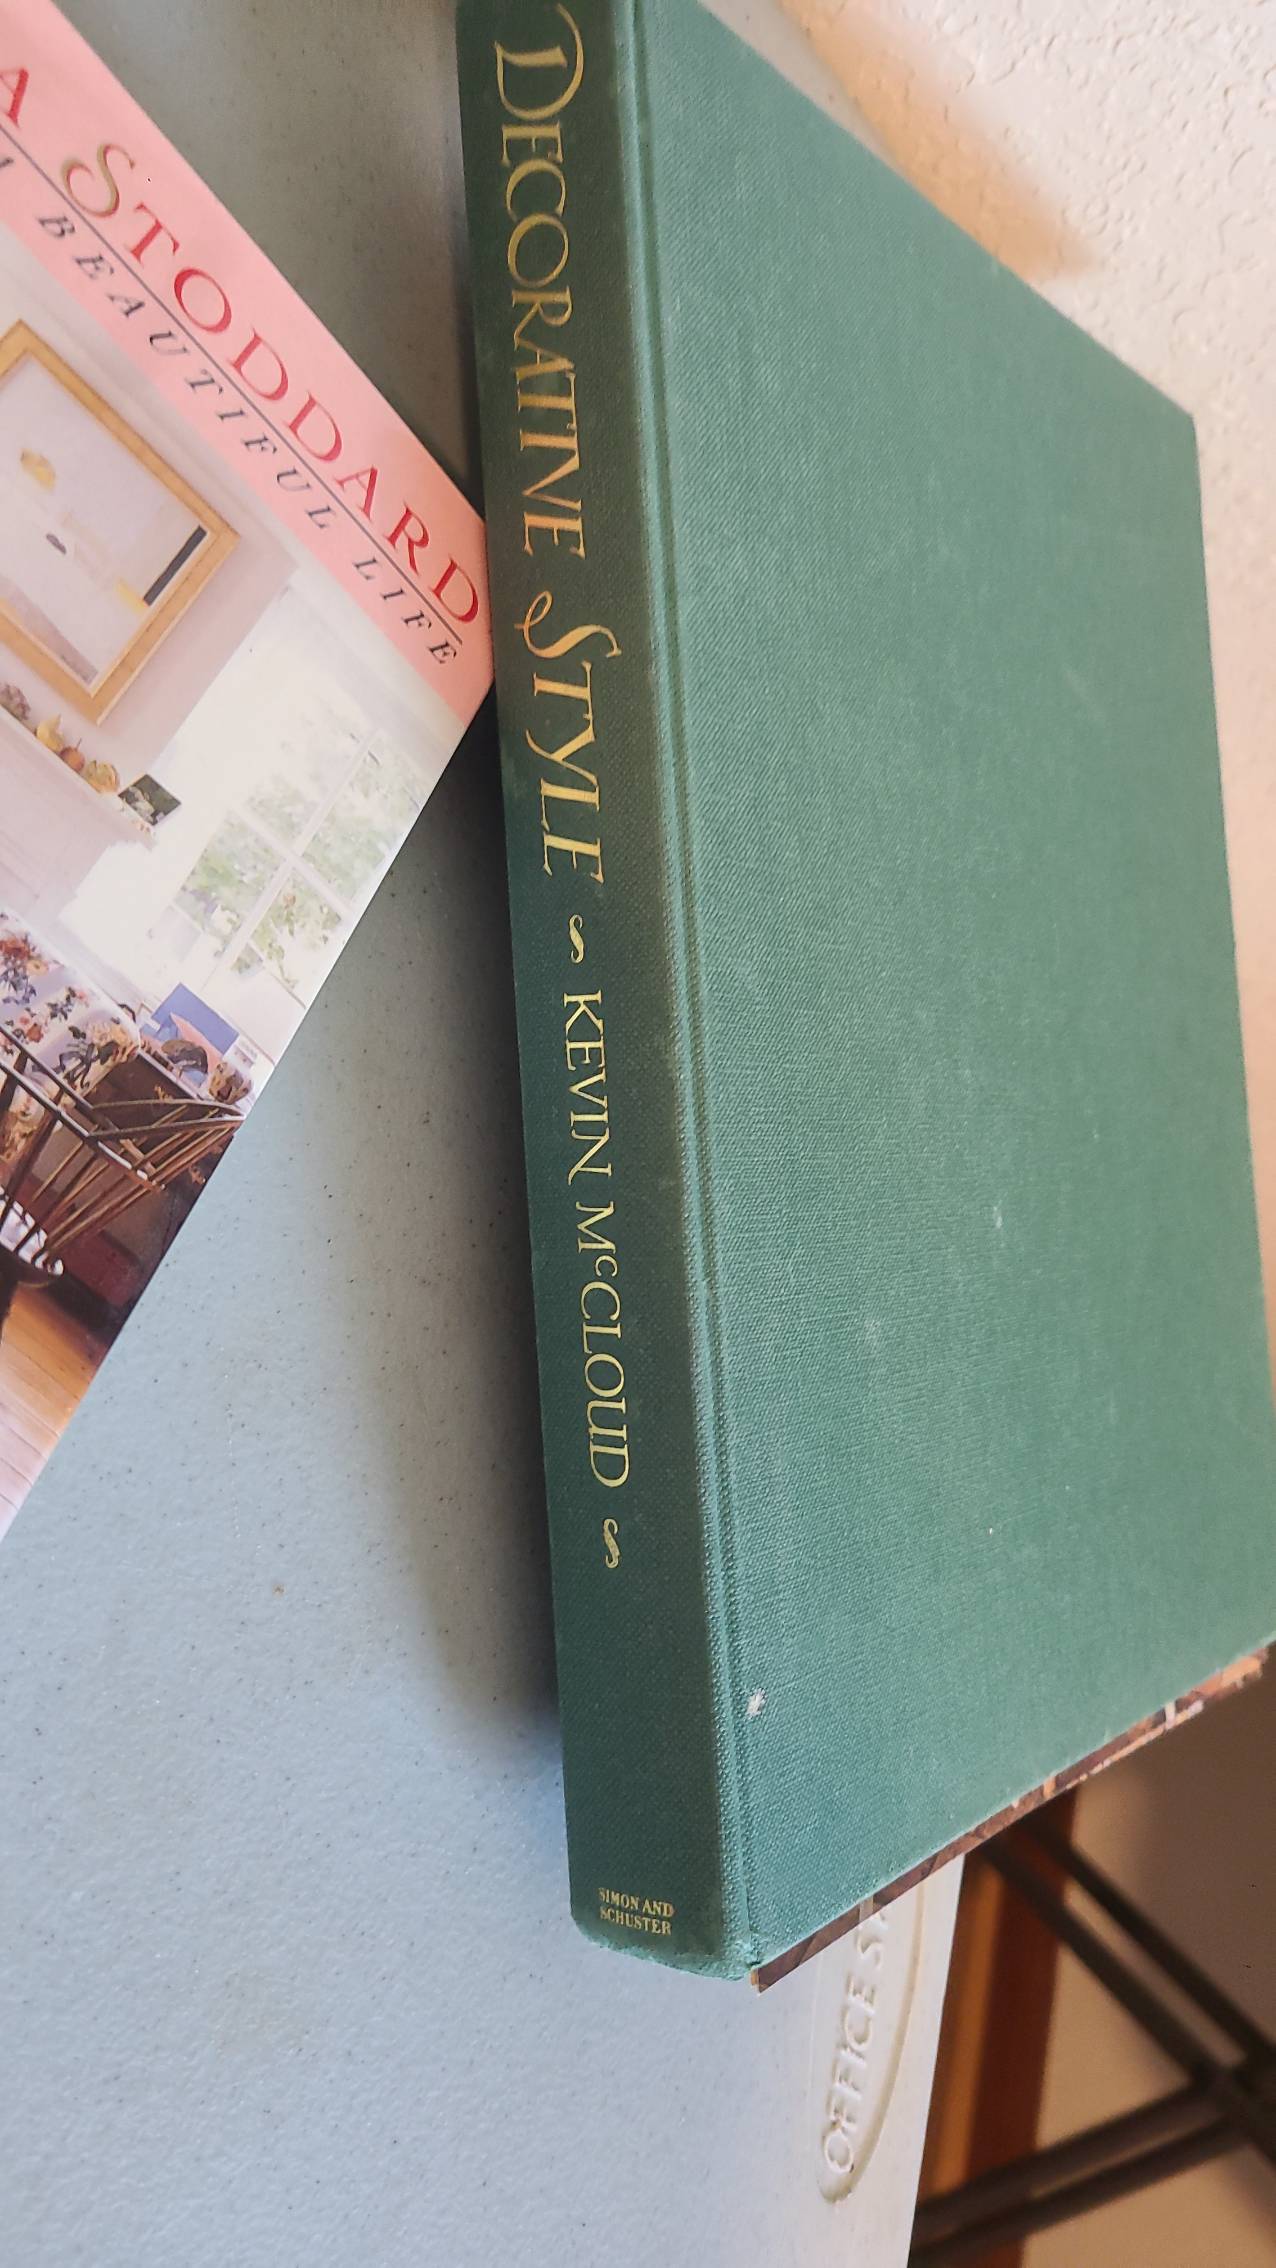 A STODDARD
BEAUTIFUL LIFE
DECORATIVE STYLE ~ KEVIN McCLOUD ~
SIMON AND
SCHUSTER
OFFICE